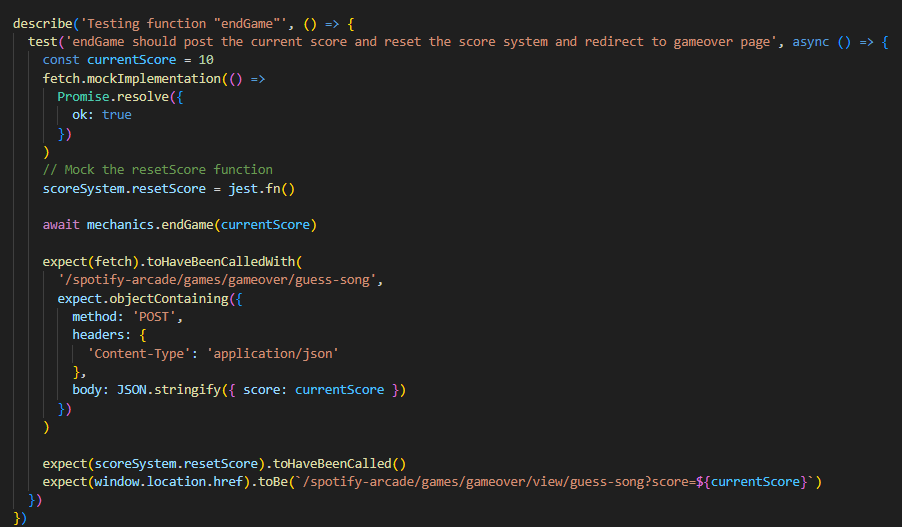 describe('Testing function "endGame"', () => {
  test('endGame should post the current score and reset the score system and redirect to gameover page', async () => {
    const currentScore = 10
    fetch.mockImplementation(() =>
      Promise.resolve({
        ok: true
      })
    )
    // Mock the resetScore function
    scoreSystem.resetScore = jest.fn()

    await mechanics.endGame(currentScore)

    expect(fetch).toHaveBeenCalledWith(
      '/spotify-arcade/games/gameover/guess-song',
      expect.objectContaining({
        method: 'POST',
        headers: {
          'Content-Type': 'application/json'
        },
        body: JSON.stringify({ score: currentScore })
      })
    )

    expect(scoreSystem.resetScore).toHaveBeenCalled()
    expect(window.location.href).toBe(`/spotify-arcade/games/gameover/view/guess-song?score=${currentScore}`)
  })
})